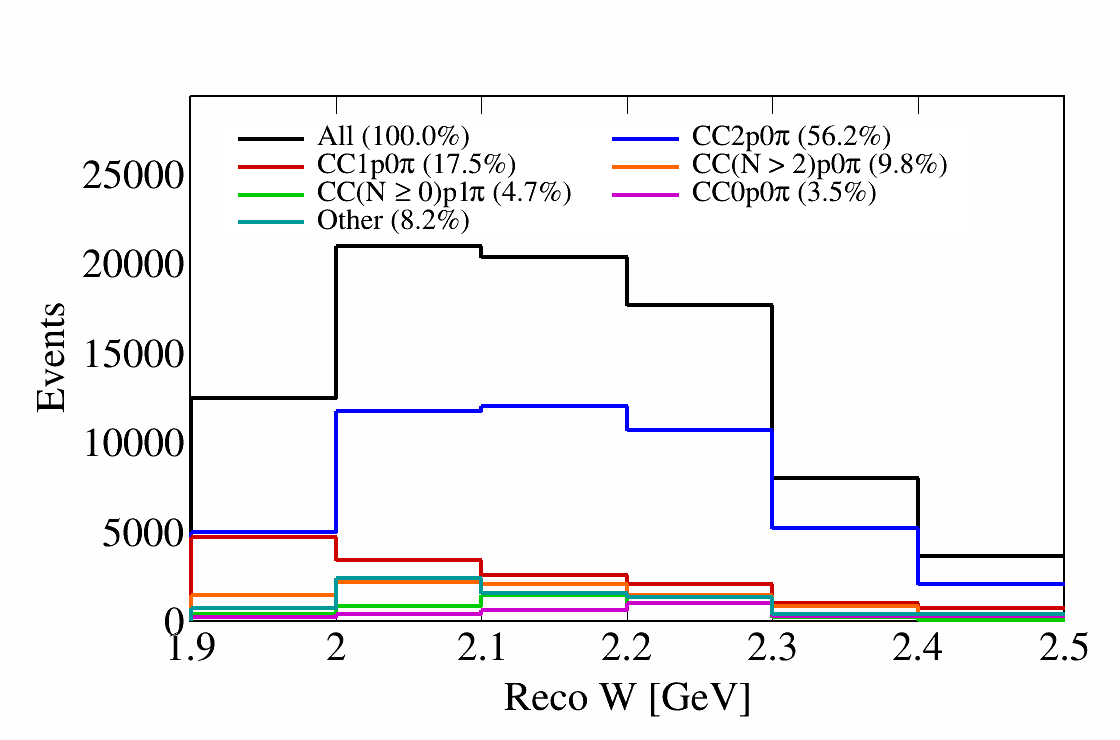 All (100.0%)
CC2p0π (56.2%)
CC1p0π (17.5%)
CC(N > 2)p0π (9.8%)
CC(N ≥ 0)p1π (4.7%)
CC0p0π (3.5%)
Other (8.2%)
25000
20000
15000
10000
5000
0
Events
1.9
2
2.1
2.2
2.3
2.4
2.5
Reco W [GeV]